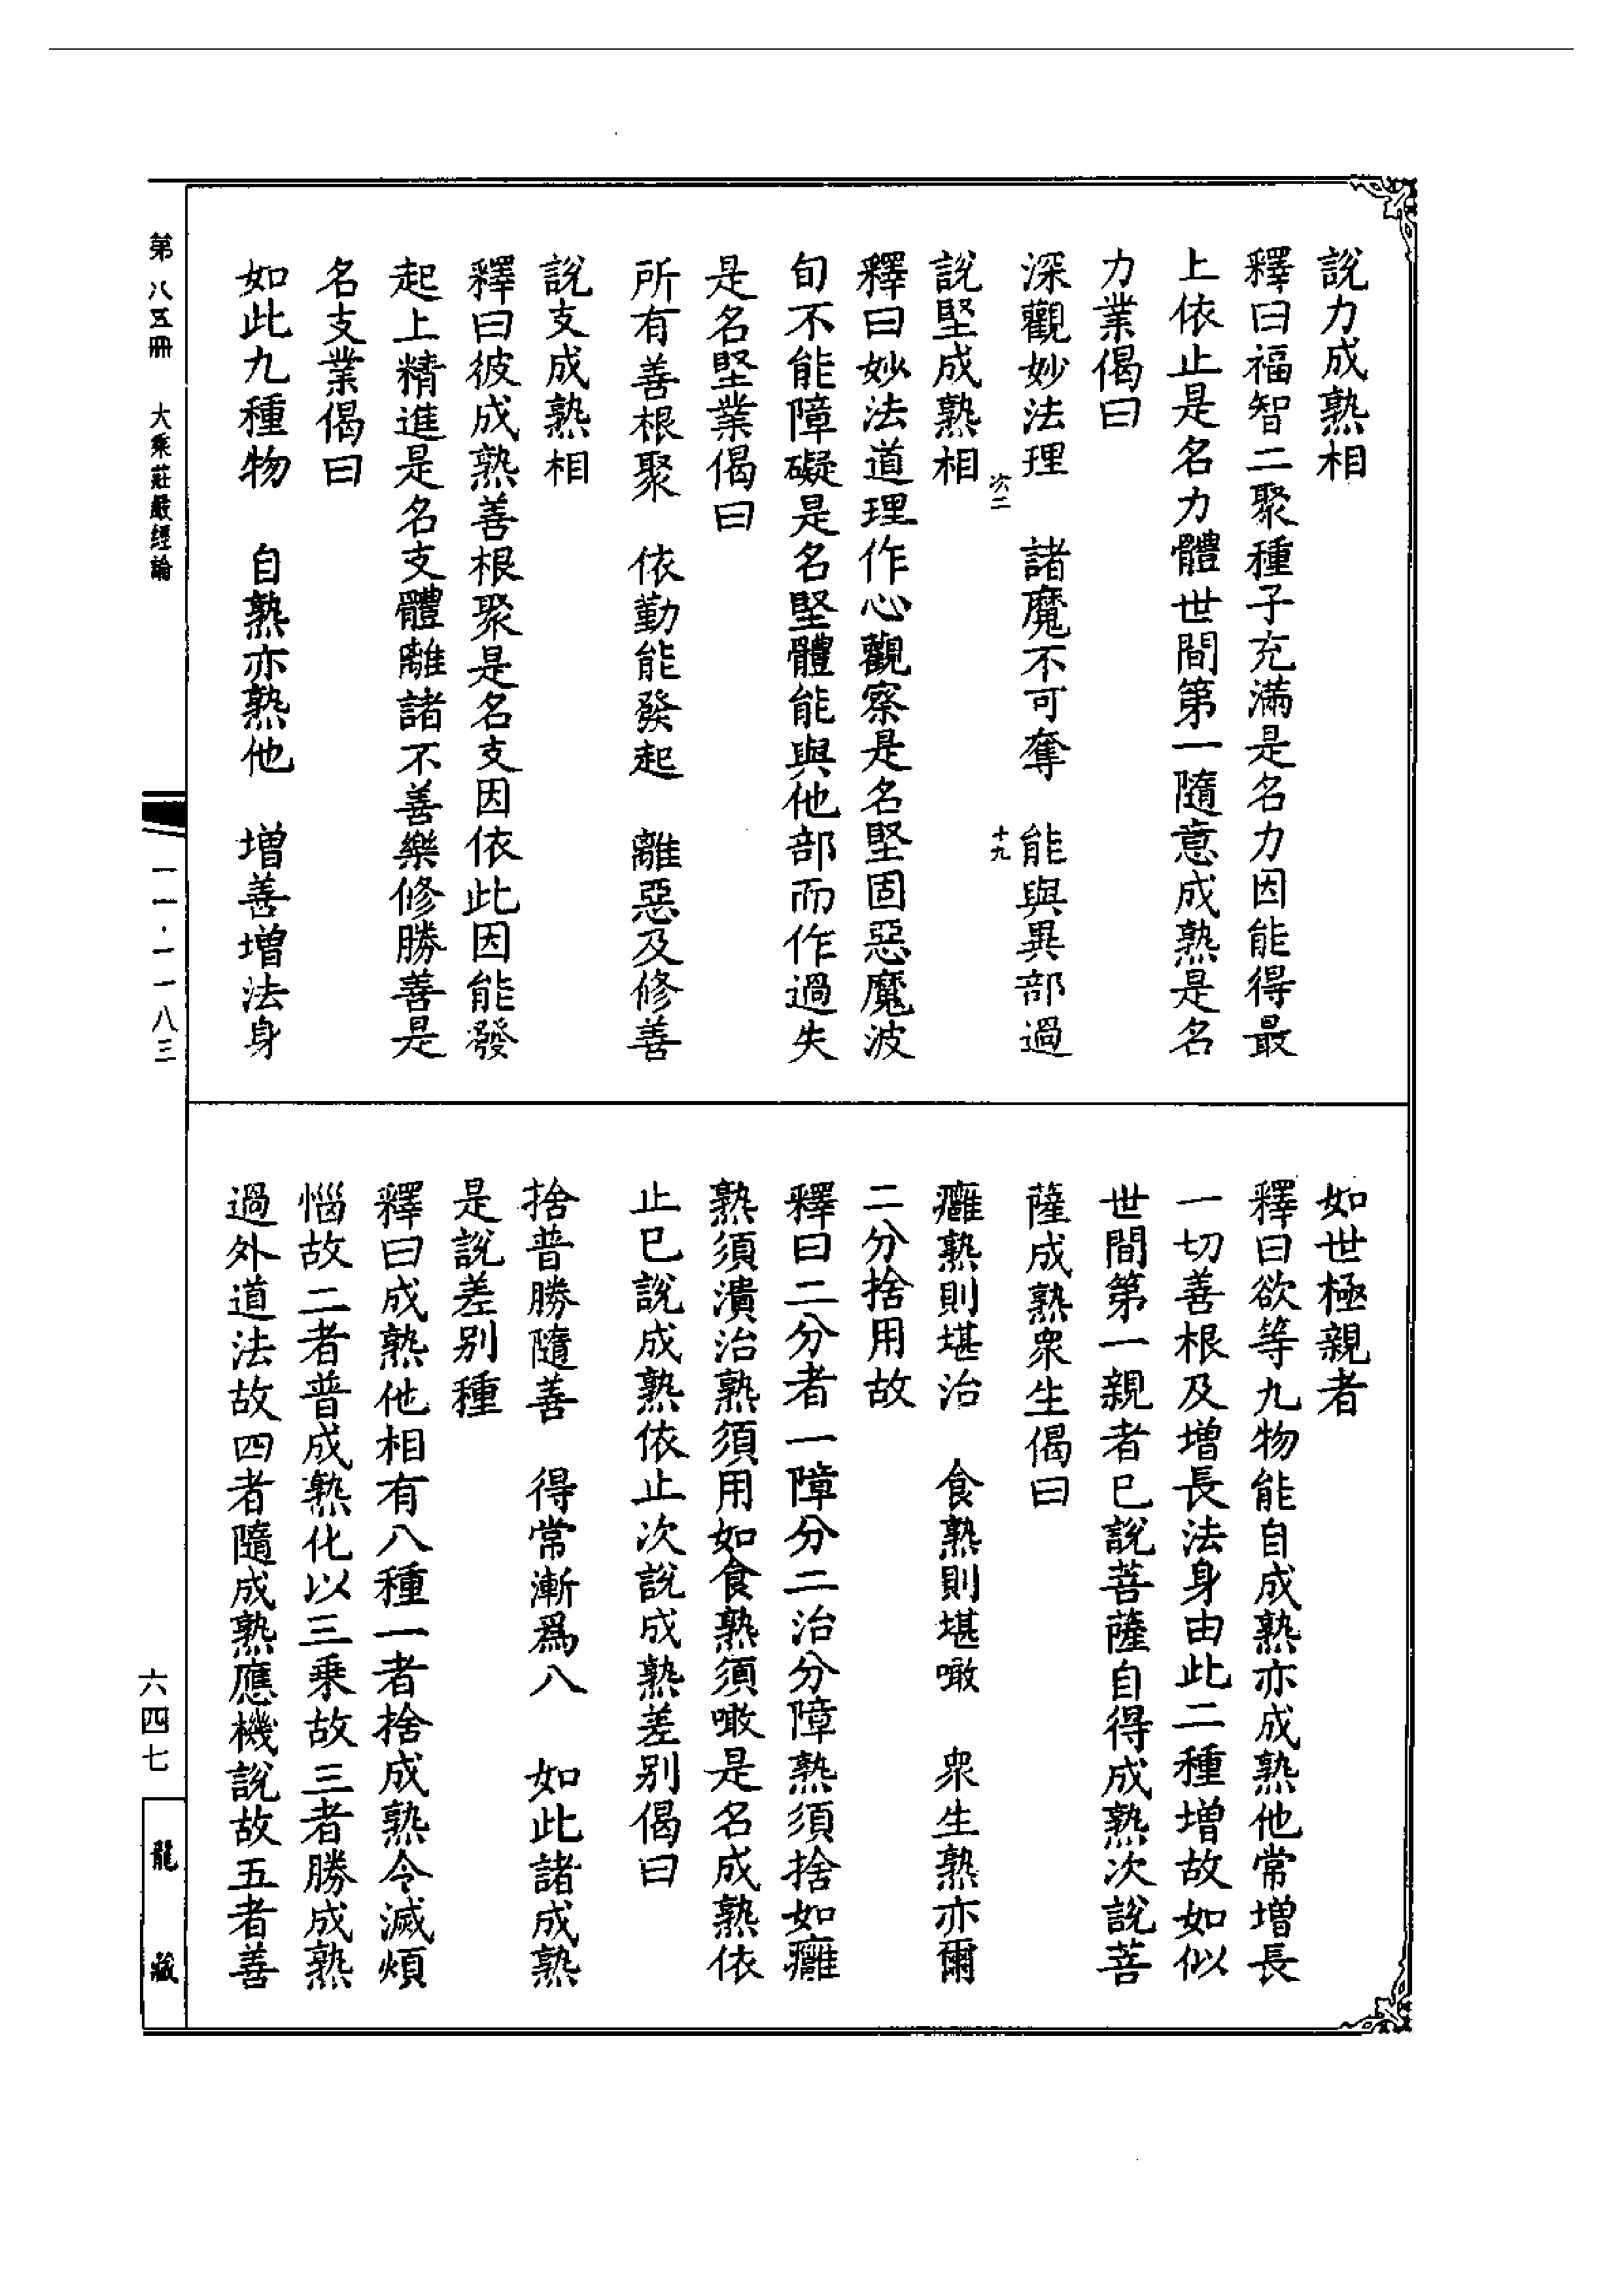 說力成熟相
釋曰福智二聚種子充滿是名力因能得最
上依止是名力體世間第一隨意成熟是名
力業偈曰
深觀妙法理　諸魔不可奪　能與異部過
次二　十九
說堅成熟相
釋曰妙法道理作心觀察是名堅固惡魔波
旬不能障礙是名堅體能與他部而作過失
是名堅業偈曰
所有善根聚　依勤能發起　離惡及修善
說支成熟相
釋曰彼成熟善根聚是名支因依此因能發
起上精進是名支體離諸不善樂修勝善是
名支業偈曰
如此九種物　自熟亦熟他　增善增法身
如世極親者
釋曰欲等九物能自成熟亦成熟他常增長
一切善根及增長法身由此二種增故如似
世間第一親者已說菩薩自得成熟次說菩
薩成熟眾生偈曰
癰熟則堪治　食熟則堪噉　眾生熟亦爾
二分捨用故
釋曰二分者一障分二治分障熟須捨如癰
熟須潰治熟須用如食熟須噉是名成熟依
止已說成熟依止次說成熟差別偈曰
捨普勝隨善　得常漸為八　如此諸成熟
是說差別種
釋曰成熟他相有八種一者捨成熟令滅煩
惱故二者普成熟化以三乘故三者勝成熟
過外道法故四者隨成熟應機說故五者善
第八五冊　大乘莊嚴經論
一一·一一八三
六四七
龍藏